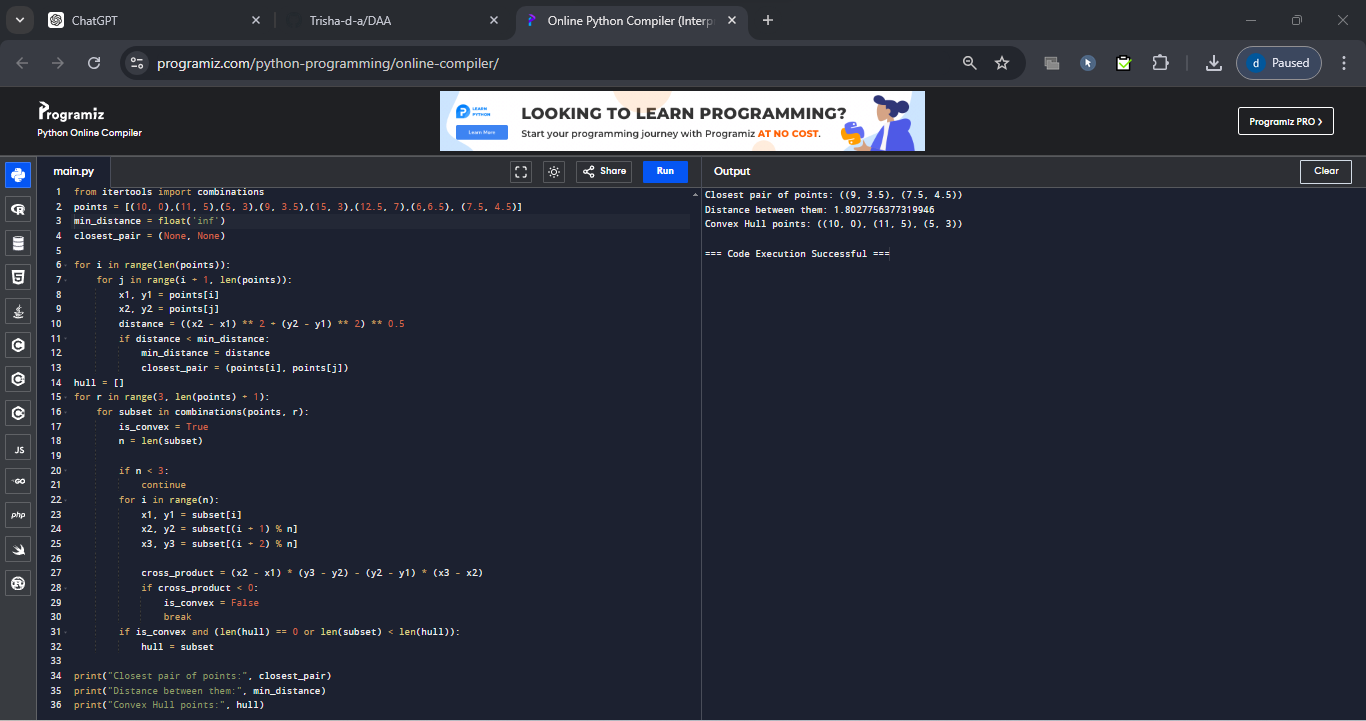 ChatGPT
Trisha-d-a/DAA
Online Python Compiler (Interp
programiz.com/python-programming/online-compiler/
d Paused
Programiz
Python Online Compiler
LEARN PYTHON
Learn More
LOOKING TO LEARN PROGRAMMING?
Start your programming journey with Programiz AT NO COST.
Programiz PRO >
main.py
Share
Run
Output
Clear
1 from itertools import combinations
2 points = [(10, 0),(11, 5),(5, 3),(9, 3.5),(15, 3),(12.5, 7),(6,6.5), (7.5, 4.5)]
3 min_distance = float('inf')
4 closest_pair = (None, None)
5
6 for i in range(len(points)):
7 for j in range(i + 1, len(points)):
8 x1, y1 = points[i]
9 x2, y2 = points[j]
10 distance = ((x2 - x1) ** 2 + (y2 - y1) ** 2) ** 0.5
11 if distance < min_distance:
12 min_distance = distance
13 closest_pair = (points[i], points[j])
14 hull = []
15 for r in range(3, len(points) + 1):
16 for subset in combinations(points, r):
17 is_convex = True
18 n = len(subset)
19
20 if n < 3:
21 continue
22 for i in range(n):
23 x1, y1 = subset[i]
24 x2, y2 = subset[(i + 1) % n]
25 x3, y3 = subset[(i + 2) % n]
26
27 cross_product = (x2 - x1) * (y3 - y2) - (y2 - y1) * (x3 - x2)
28 if cross_product < 0:
29 is_convex = False
30 break
31 if is_convex and (len(hull) == 0 or len(subset) < len(hull)):
32 hull = subset
33
34 print("Closest pair of points:", closest_pair)
35 print("Distance between them:", min_distance)
36 print("Convex Hull points:", hull)
Closest pair of points: ((9, 3.5), (7.5, 4.5))
Distance between them: 1.8027756377319946
Convex Hull points: ((10, 0), (11, 5), (5, 3))
=== Code Execution Successful ===
JS
GO
php